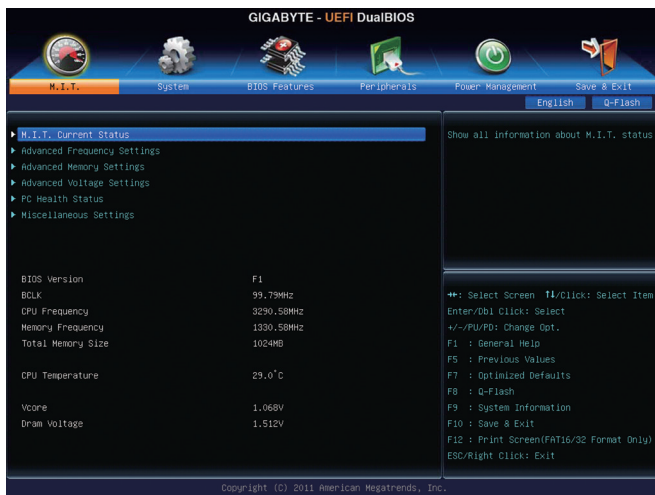 GIGABYTE - UEFI DualBIOS
M.I.T. System BIOS Features Peripherals Power Management Save & Exit
English Q-Flash
M.I.T. Current Status
Advanced Frequency Settings
Advanced Memory Settings
Advanced Voltage Settings
PC Health Status
Miscellaneous Settings
Show all information about M.I.T. status
BIOS Version F1
BCLK 99.79MHz
CPU Frequency 3290.58MHz
Memory Frequency 1330.58MHz
Total Memory Size 1024MB
CPU Temperature 29.0°C
Vcore 1.068V
Dram Voltage 1.512V
→←: Select Screen ↑↓/Click: Select Item
Enter/Dbl Click: Select
+/-/PU/PD: Change Opt.
F1 : General Help
F5 : Previous Values
F7 : Optimized Defaults
F8 : Q-Flash
F9 : System Information
F10 : Save & Exit
F12 : Print Screen(FAT16/32 Format Only)
ESC/Right Click: Exit
Copyright (C) 2011 American Megatrends, Inc.